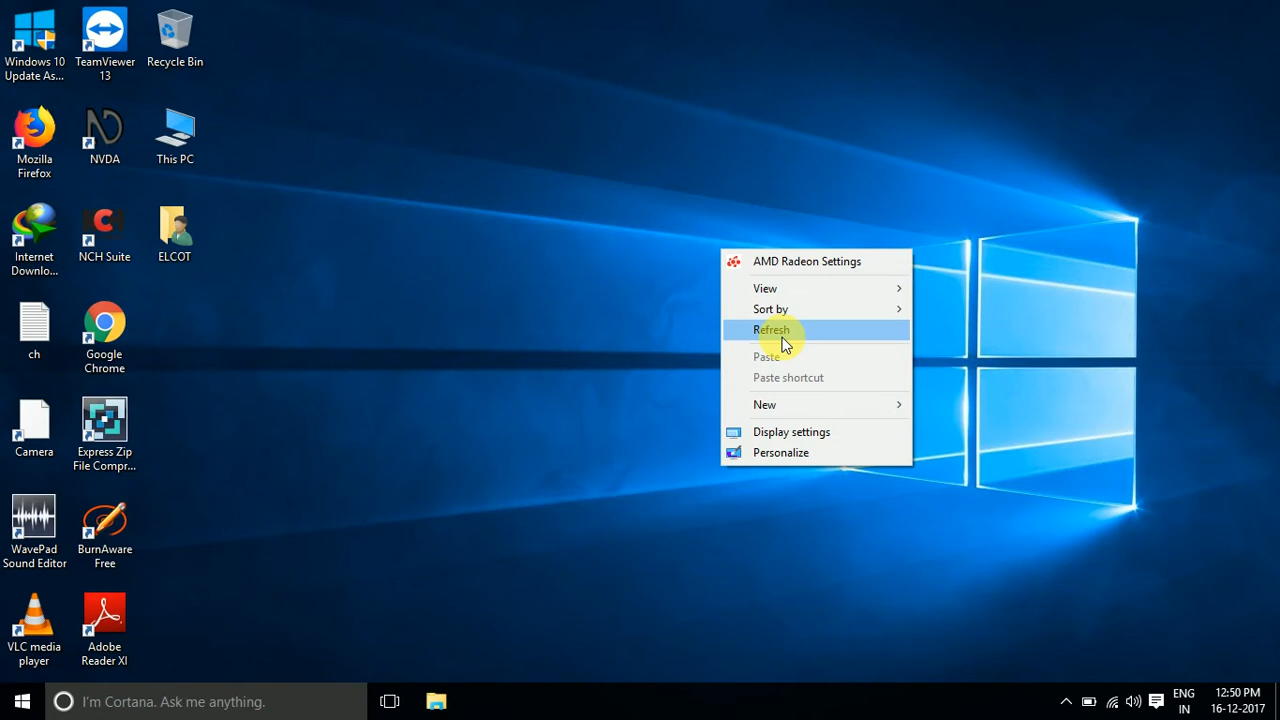 Windows 10
Update As...
TeamViewer
13
Recycle Bin
Mozilla
Firefox
NVDA
This PC
Internet
Downlo...
NCH Suite
ELCOT
ch
Google
Chrome
Camera
Express Zip
File Compr...
WavePad
Sound Editor
BurnAware
Free
VLC media
player
Adobe
Reader XI
AMD Radeon Settings
View
Sort by
Refresh
Paste
Paste shortcut
New
Display settings
Personalize
I'm Cortana. Ask me anything.
ENG
IN
12:50 PM
16-12-2017